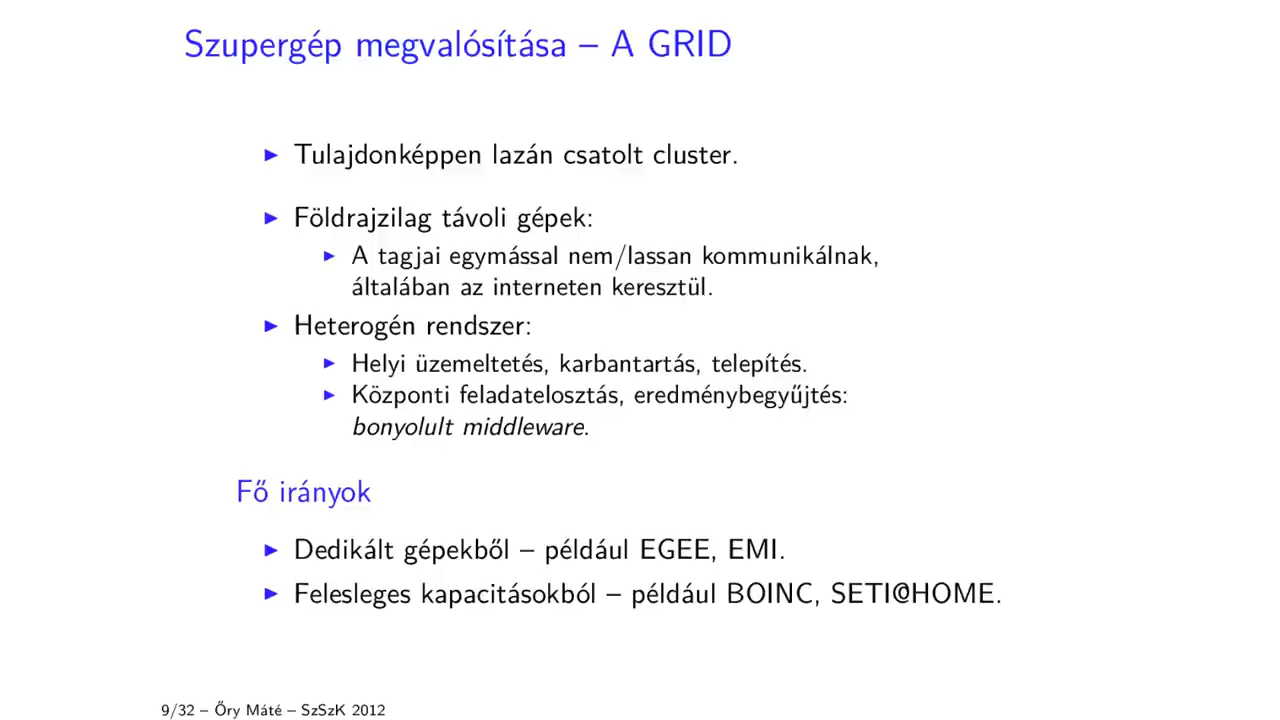 Szupergép megvalósítása – A GRID
▶ Tulajdonképpen lazán csatolt cluster.
▶ Földrajzilag távoli gépek:
▶ A tagjai egymással nem/lassan kommunikálnak,
általában az interneten keresztül.
▶ Heterogén rendszer:
▶ Helyi üzemeltetés, karbantartás, telepítés.
▶ Központi feladatelosztás, eredménybegyűjtés:
bonyolult middleware.
Fő irányok
▶ Dedikált gépekből – például EGEE, EMI.
▶ Felesleges kapacitásokból – például BOINC, SETI@HOME.
9/32 – Őry Máté – SzSzK 2012